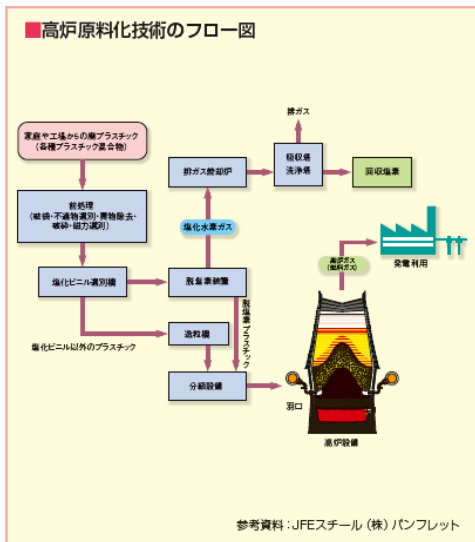 ■高炉原料化技術のフロー図
排ガス
家庭や工場からの廃プラスチック
(各種プラスチック混合物)
排ガス燃却炉
吸収塔
洗浄塔
回収塩素
前処理
(破袋・不適物選別・異物除去・
破砕・磁力選別)
塩化水素ガス
高炉ガス
(燃料ガス)
発電利用
塩化ビニル選別機
脱塩素装置
脱塩素プラスチック
造粒機
塩化ビニル以外のプラスチック
分級設備
羽口
高炉設備
参考資料:JFEスチール(株)パンフレット